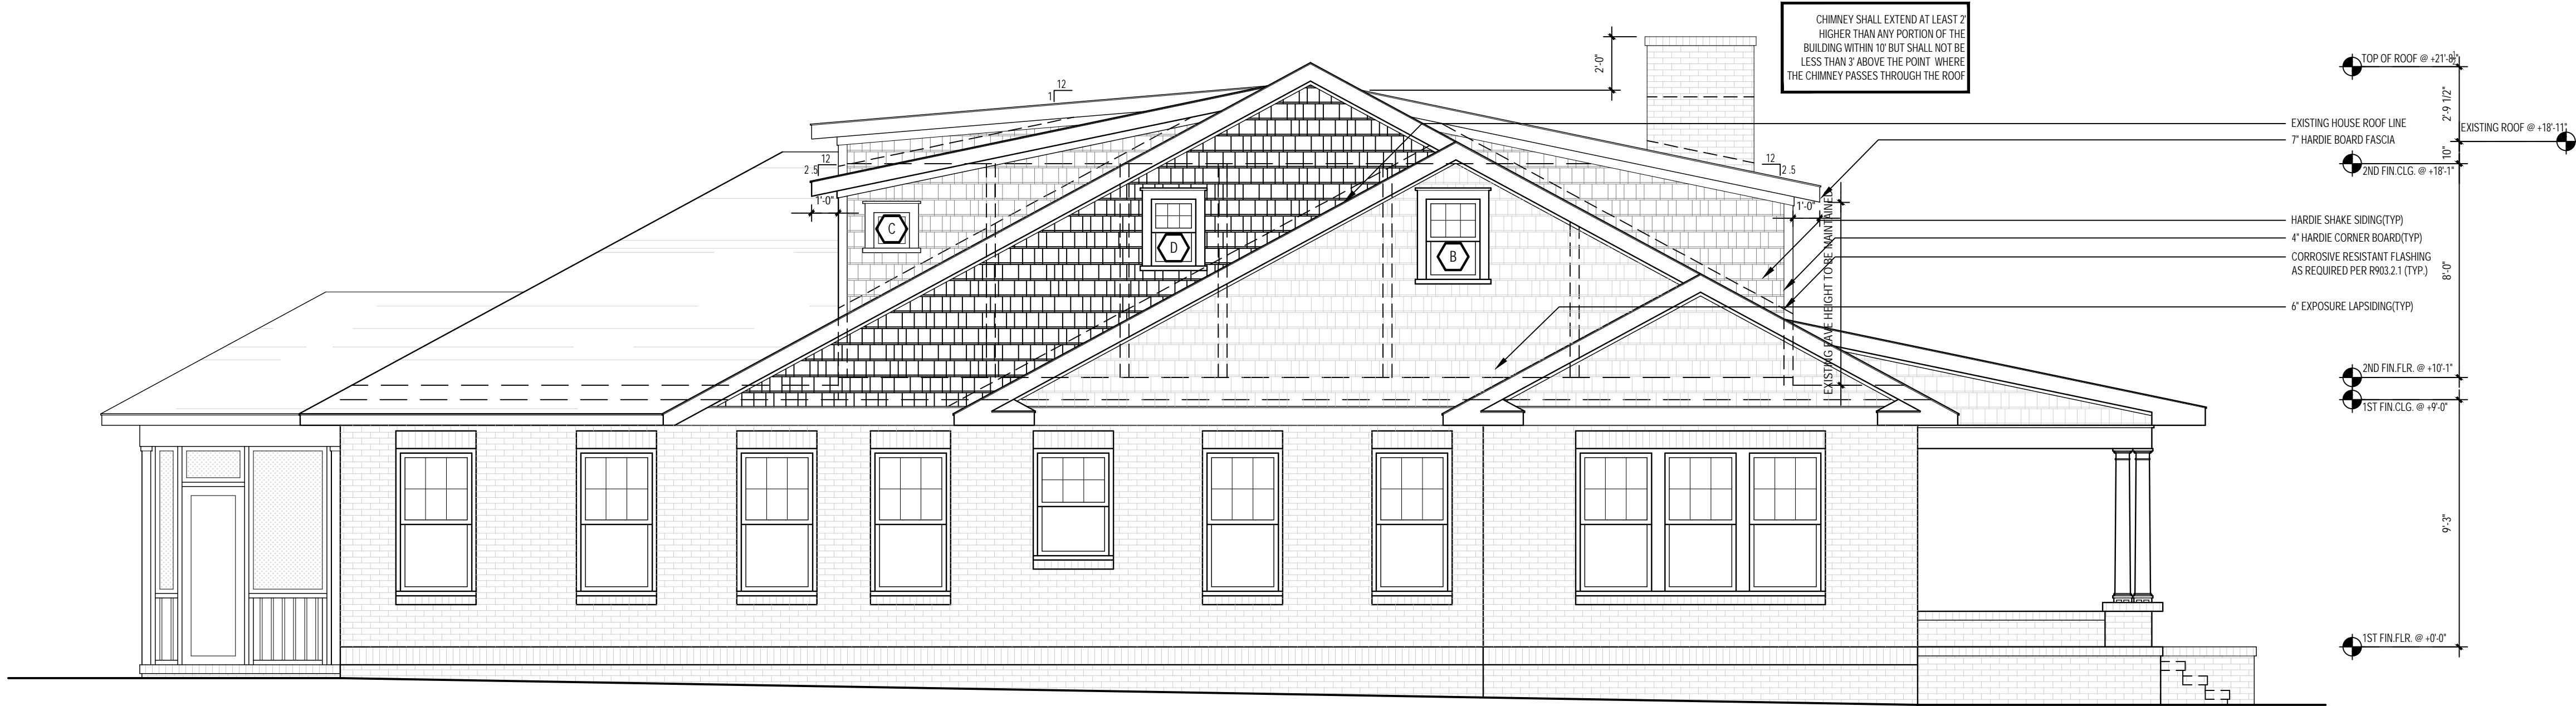 CHIMNEY SHALL EXTEND AT LEAST 2'
HIGHER THAN ANY PORTION OF THE
BUILDING WITHIN 10' BUT SHALL NOT BE
LESS THAN 3' ABOVE THE POINT WHERE
THE CHIMNEY PASSES THROUGH THE ROOF
2'-0"
12
1
12
2.5
1'-0"
12
2.5
1'-0"
C
D
B
EXISTING EAVE HEIGHT TO BE MAINTAINED
EXISTING HOUSE ROOF LINE
7" HARDIE BOARD FASCIA
HARDIE SHAKE SIDING(TYP)
4" HARDIE CORNER BOARD(TYP)
CORROSIVE RESISTANT FLASHING
AS REQUIRED PER R903.2.1 (TYP.)
6" EXPOSURE LAPSIDING(TYP)
TOP OF ROOF @ +21'-8½"
2'-9 1/2"
EXISTING ROOF @ +18'-11"
10"
2ND FIN.CLG. @ +18'-1"
8'-0"
2ND FIN.FLR. @ +10'-1"
1ST FIN.CLG. @ +9'-0"
9'-3"
1ST FIN.FLR. @ +0'-0"